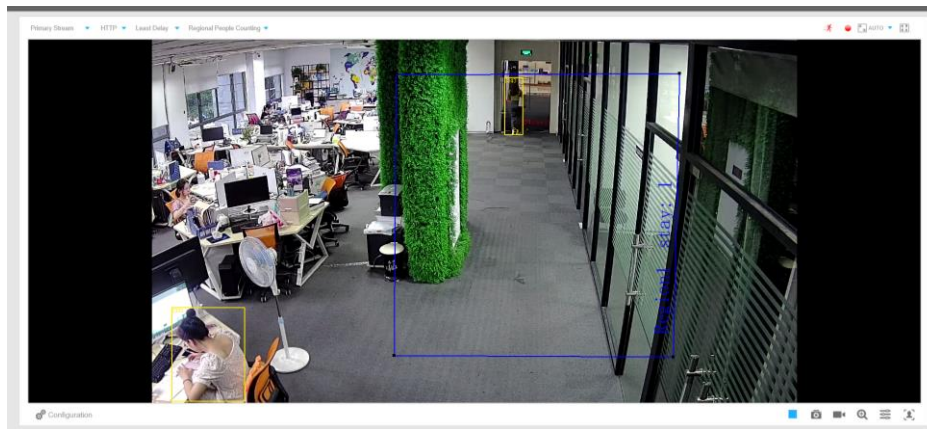 Primary Stream HTTP Least Delay Regional People Counting AUTO
Region1 stay: 1
Configuration